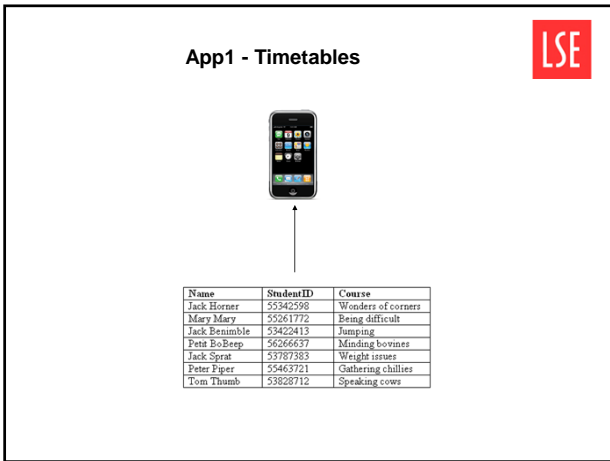 App1 - Timetables
LSE
Name StudentID Course
Jack Horner 55342598 Wonders of corners
Mary Mary 55261772 Being difficult
Jack Benimble 53422413 Jumping
Petit BoBeep 56266637 Minding bovines
Jack Sprat 53787383 Weight issues
Peter Piper 55463721 Gathering chillies
Tom Thumb 53828712 Speaking cows